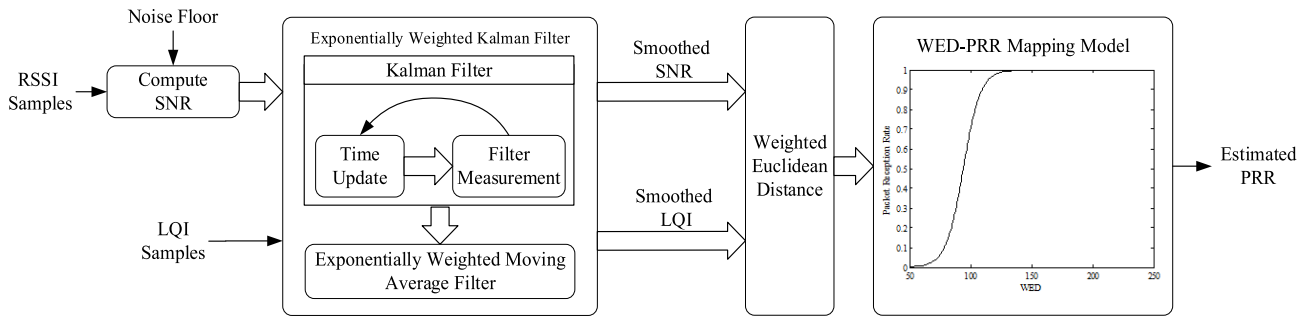 Noise Floor
RSSI
Samples
Compute
SNR
LQI
Samples
Exponentially Weighted Kalman Filter
Kalman Filter
Time
Update
Filter
Measurement
Exponentially Weighted Moving
Average Filter
Smoothed
SNR
Smoothed
LQI
Weighted
Euclidean
Distance
WED-PRR Mapping Model
Packet Reception Rate
1
0.9
0.8
0.7
0.6
0.5
0.4
0.3
0.2
0.1
0
50
100
150
200
250
WED
Estimated
PRR